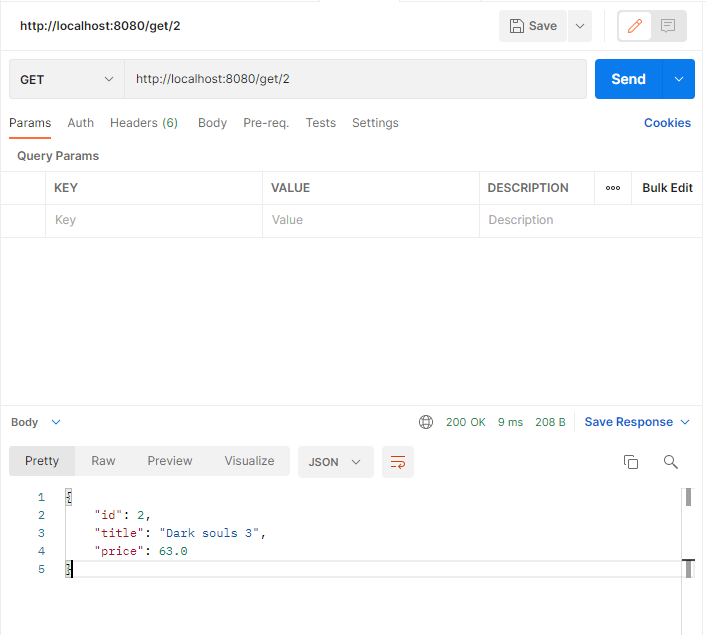 http://localhost:8080/get/2
Save
GET http://localhost:8080/get/2 Send
Params Auth Headers (6) Body Pre-req. Tests Settings Cookies
Query Params
KEY VALUE DESCRIPTION ooo Bulk Edit
Key Value Description
Body 200 OK 9 ms 208 B Save Response
Pretty Raw Preview Visualize JSON
1 {
2 "id": 2,
3 "title": "Dark souls 3",
4 "price": 63.0
5 }